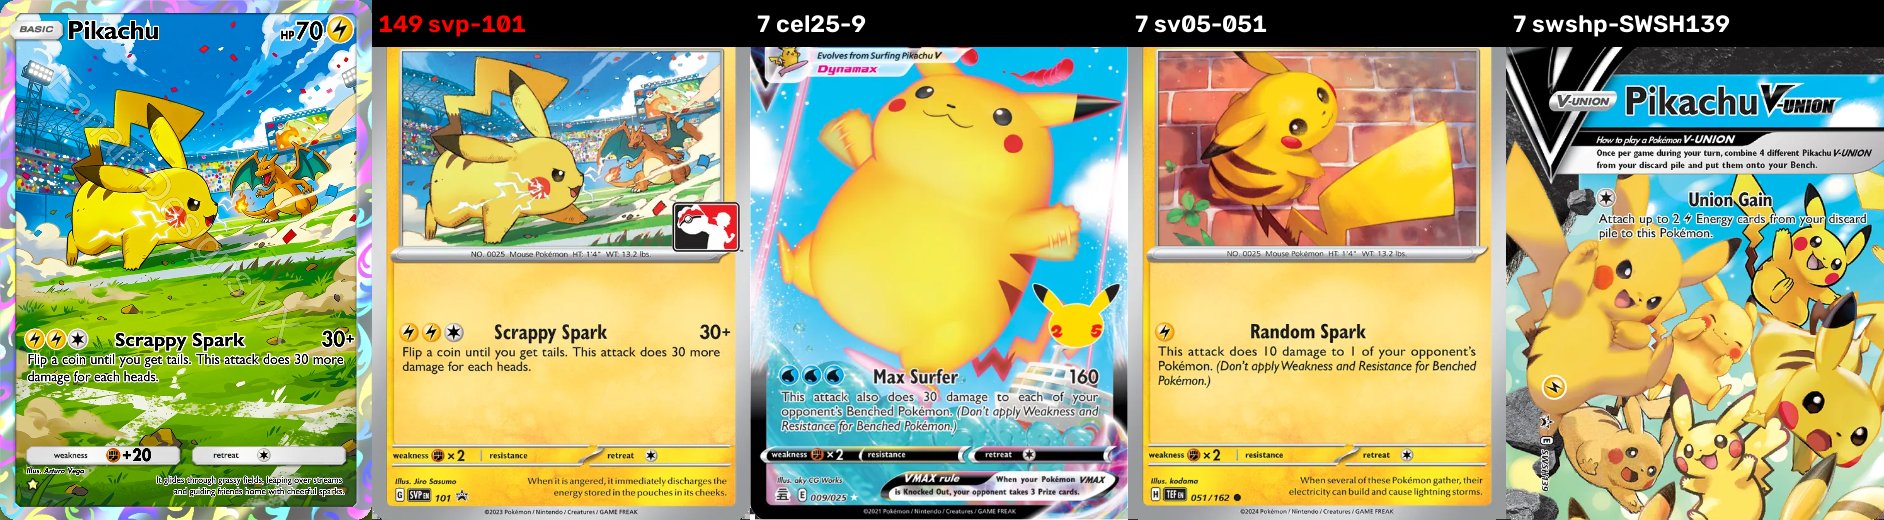 BASIC Pikachu HP 70
Scrappy Spark 30+
Flip a coin until you get tails. This attack does 30 more
damage for each heads.
weakness +20 retreat
Illus. Asturo Vega
It glides through grassy fields, leaping over streams
and guiding friends home with cheerful sparks.
149 svp-101
NO. 0025 Mouse Pokémon HT: 1'4" WT: 13.2 lbs.
Scrappy Spark 30+
Flip a coin until you get tails. This attack does 30 more
damage for each heads.
weakness ×2 resistance retreat
Illus. Jiro Sasumo
When it is angered, it immediately discharges the
energy stored in the pouches in its cheeks.
G SVP EN 101
©2023 Pokémon / Nintendo / Creatures / GAME FREAK
7 cel25-9
Evolves from Surfing Pikachu V
Dynamax
25
Max Surfer 160
This attack also does 30 damage to each of your
opponent's Benched Pokémon. (Don't apply Weakness and
Resistance for Benched Pokémon.)
weakness ×2 resistance retreat
Illus. aky CG Works
VMAX rule When your Pokémon VMAX
is Knocked Out, your opponent takes 3 Prize cards.
E 009/025
©2021 Pokémon / Nintendo / Creatures / GAME FREAK
7 sv05-051
NO. 0025 Mouse Pokémon HT: 1'4" WT: 13.2 lbs.
Random Spark
This attack does 10 damage to 1 of your opponent's
Pokémon. (Don't apply Weakness and Resistance for Benched
Pokémon.)
weakness ×2 resistance retreat
Illus. kodama
When several of these Pokémon gather, their
electricity can build and cause lightning storms.
H TEF EN 051/162
©2024 Pokémon / Nintendo / Creatures / GAME FREAK
7 swshp-SWSH139
V-UNION Pikachu V-UNION
How to play a Pokémon V-UNION
Once per game during your turn, combine 4 different Pikachu V-UNION
from your discard pile and put them onto your Bench.
Union Gain
Attach up to 2 Energy cards from your discard
pile to this Pokémon.
E SWSH139